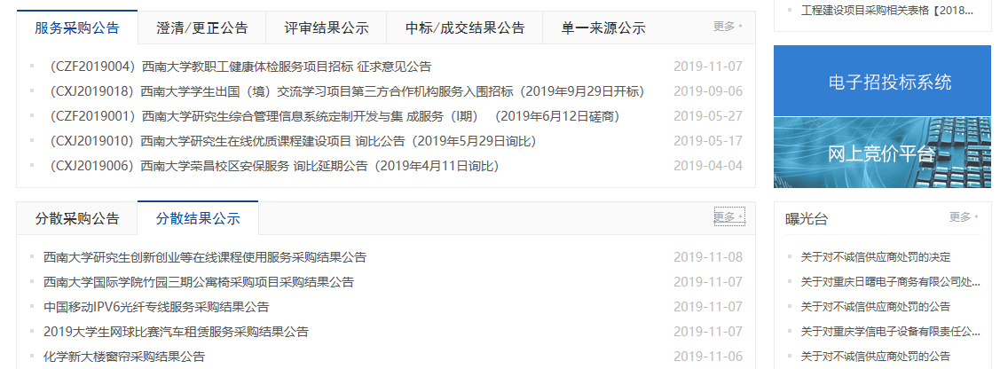 工程建设项目采购相关表格【2018...
服务采购公告 澄清/更正公告 评审结果公示 中标/成交结果公告 单一来源公示 更多
（CZF2019004）西南大学教职工健康体检服务项目招标 征求意见公告 2019-11-07
（CXJ2019018）西南大学学生出国（境）交流学习项目第三方合作机构服务入围招标（2019年9月29日开标） 2019-09-06
（CZF2019001）西南大学研究生综合管理信息系统定制开发与集 成服务（I期） （2019年6月12日磋商） 2019-05-27
（CXJ2019010）西南大学研究生在线优质课程建设项目 询比公告（2019年5月29日询比） 2019-05-17
（CXJ2019006）西南大学荣昌校区安保服务 询比延期公告（2019年4月11日询比） 2019-04-04
电子招投标系统
网上竞价平台
分散采购公告 分散结果公示 更多
西南大学研究生创新创业等在线课程使用服务采购结果公告 2019-11-08
西南大学国际学院竹园三期公寓椅采购项目采购结果公告 2019-11-07
中国移动IPV6光纤专线服务采购结果公告 2019-11-07
2019大学生网球比赛汽车租赁服务采购结果公告 2019-11-07
化学新大楼窗帘采购结果公告 2019-11-06
曝光台 更多
关于对不诚信供应商处罚的决定
关于对重庆日曙电子商务有限公司处...
关于对不诚信供应商处罚的公告
关于对重庆学信电子设备有限责任公...
关于对不诚信供应商处罚的公告